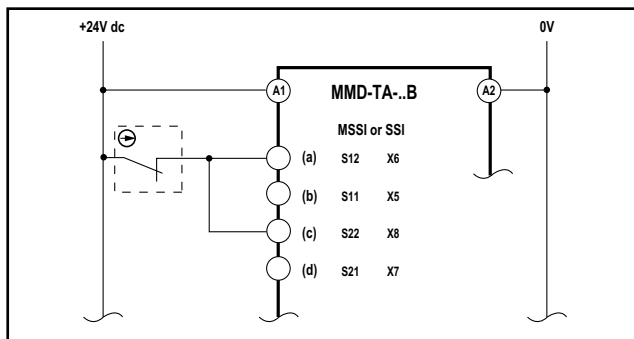 +24V dc 0V
A1 MMD-TA-..B A2
MSSI or SSI
(a) S12 X6
(b) S11 X5
(c) S22 X8
(d) S21 X7